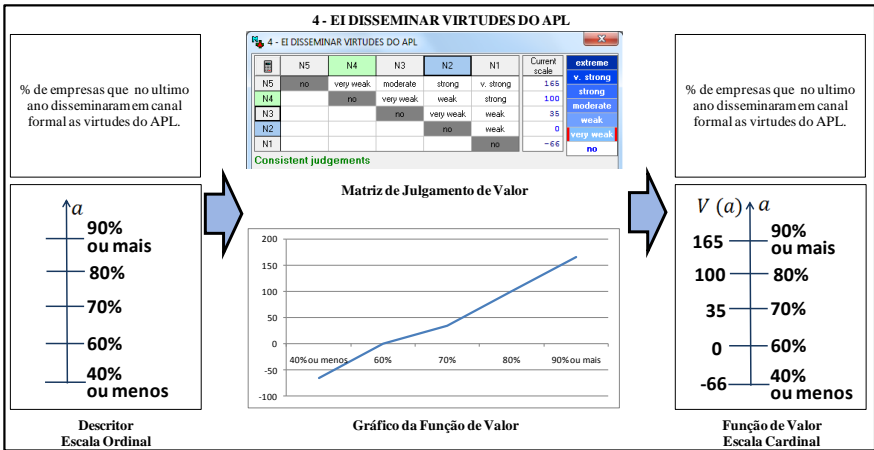 4 - EI DISSEMINAR VIRTUDES DO APL
% de empresas que no ultimo
ano disseminaram em canal
formal as virtudes do APL.
a
90%
ou mais
80%
70%
60%
40%
ou menos
Descritor
Escala Ordinal
4 - EI DISSEMINAR VIRTUDES DO APL
x
N5 N4 N3 N2 N1 Current
scale
N5 no very weak moderate strong v. strong 165
N4 no very weak weak strong 100
N3 no very weak weak 35
N2 no weak 0
N1 no -66
extreme
v. strong
strong
moderate
weak
very weak
no
Consistent judgements
Matriz de Julgamento de Valor
200
150
100
50
0
-50
-100
40% ou menos 60% 70% 80% 90% ou mais
Gráfico da Função de Valor
% de empresas que no ultimo
ano disseminaram em canal
formal as virtudes do APL.
V (a) a
165 90%
ou mais
100 80%
35 70%
0 60%
-66 40%
ou menos
Função de Valor
Escala Cardinal